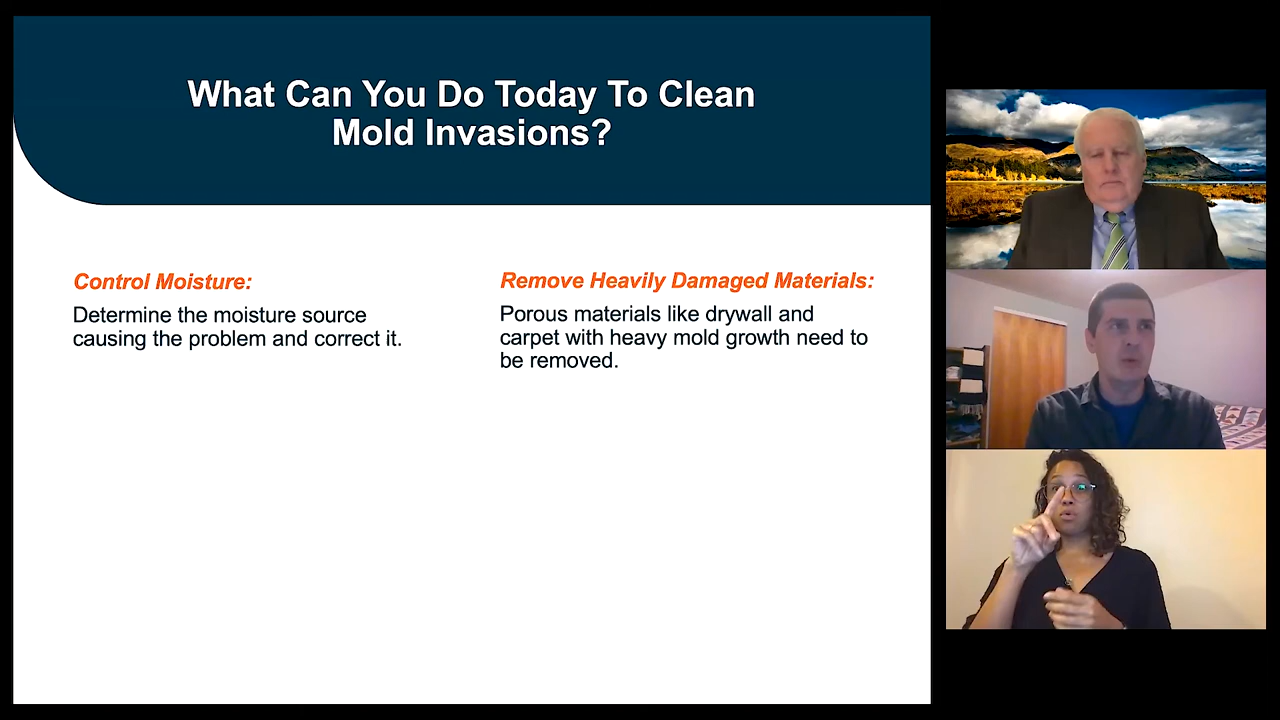 What Can You Do Today To Clean
Mold Invasions?
Control Moisture:
Determine the moisture source
causing the problem and correct it.
Remove Heavily Damaged Materials:
Porous materials like drywall and
carpet with heavy mold growth need to
be removed.